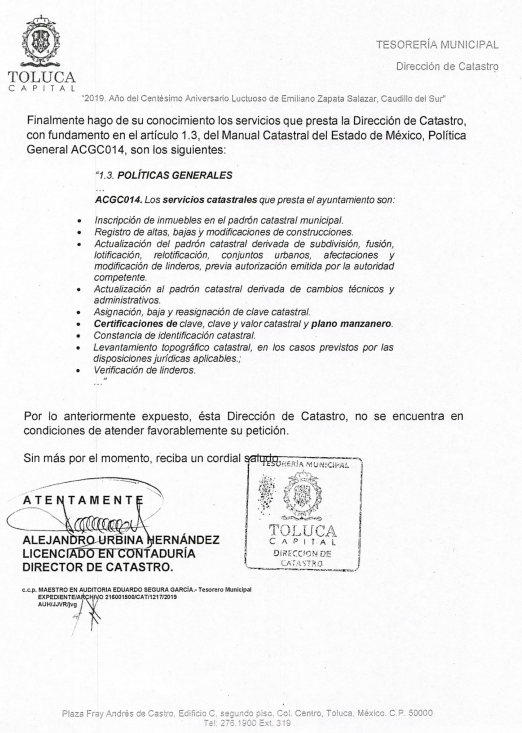 TOLUCA
CAPITAL
TESORERÍA MUNICIPAL
Dirección de Catastro
"2019. Año del Centésimo Aniversario Luctuoso de Emiliano Zapata Salazar, Caudillo del Sur"
Finalmente hago de su conocimiento los servicios que presta la Dirección de Catastro,
con fundamento en el artículo 1.3, del Manual Catastral del Estado de México, Política
General ACGC014, son los siguientes:
"1.3. POLÍTICAS GENERALES
...
ACGC014. Los servicios catastrales que presta el ayuntamiento son:
• Inscripción de inmuebles en el padrón catastral municipal.
• Registro de altas, bajas y modificaciones de construcciones.
• Actualización del padrón catastral derivada de subdivisión, fusión,
lotificación, relotificación, conjuntos urbanos, afectaciones y
modificación de linderos, previa autorización emitida por la autoridad
competente.
• Actualización al padrón catastral derivada de cambios técnicos y
administrativos.
• Asignación, baja y reasignación de clave catastral.
• Certificaciones de clave, clave y valor catastral y plano manzanero.
• Constancia de identificación catastral.
• Levantamiento topográfico catastral, en los casos previstos por las
disposiciones jurídicas aplicables.;
• Verificación de linderos.
..."
Por lo anteriormente expuesto, ésta Dirección de Catastro, no se encuentra en
condiciones de atender favorablemente su petición.
Sin más por el momento, reciba un cordial saludo.
TESORERÍA MUNICIPAL
TOLUCA
CAPITAL
DIRECCIÓN DE
CATASTRO
ATENTAMENTE
ALEJANDRO URBINA HERNÁNDEZ
LICENCIADO EN CONTADURÍA
DIRECTOR DE CATASTRO.
c.c.p. MAESTRO EN AUDITORIA EDUARDO SEGURA GARCÍA.- Tesorero Municipal
EXPEDIENTE/ARCHIVO 216001500/CAT/1217/2019
AUH/JJVR/jvg
Plaza Fray Andrés de Castro, Edificio C, segundo piso, Col. Centro, Toluca, México. C.P. 50000
Tel: 276.1900 Ext. 319